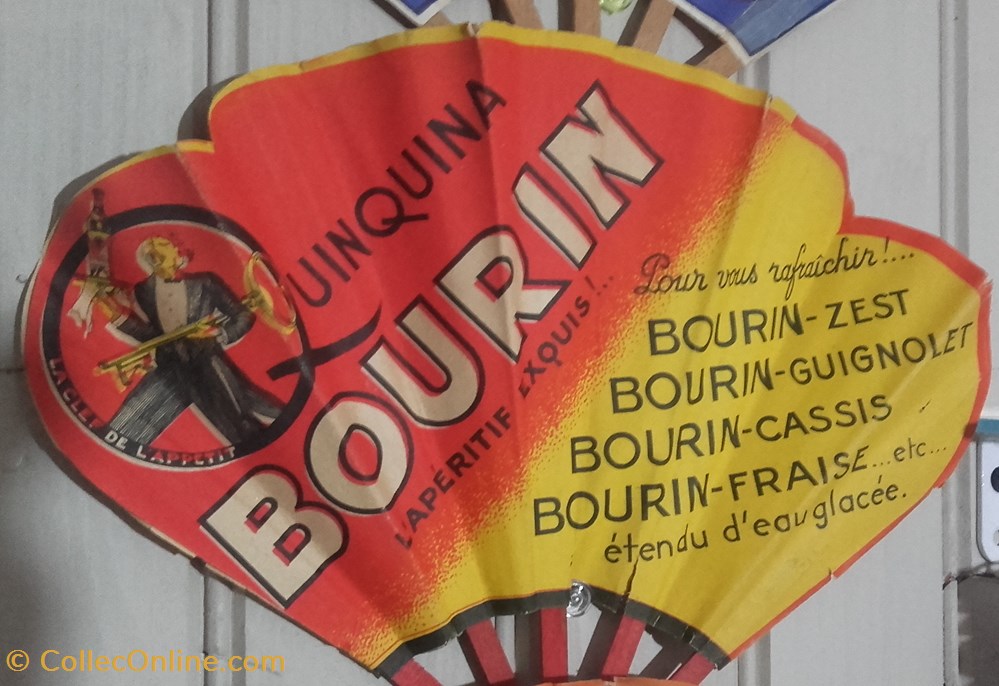 LA CLEF DE L'APPETIT
QUINQUINA
BOURIN
L'APÉRITIF EXQUIS!..
Pour vous rafraîchir!....
BOURIN-ZEST
BOURIN-GUIGNOLET
BOURIN-CASSIS
BOURIN-FRAISE...etc...
étendu d'eau glacée.
© CollecOnline.com